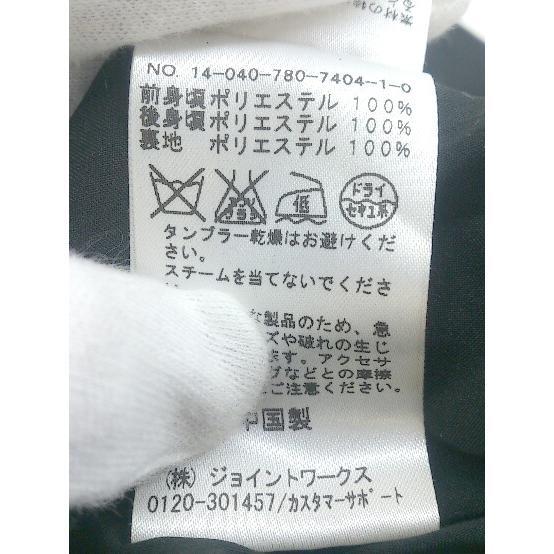 NO. 14-040-780-7404-1-0
前身頃 ポリエステル 100%
後身頃 ポリエステル 100%
裏地 ポリエステル 100%
低
ドライ
セキユ系
タンブラー乾燥はお避けくだ
さい。
スチームを当てないでくださ
な製品のため、急
ズや破れの生じ
ます。アクセサ
グなどとの摩擦
ご注意ください。
中国製
(株) ジョイントワークス
0120-301457/カスタマーサポート